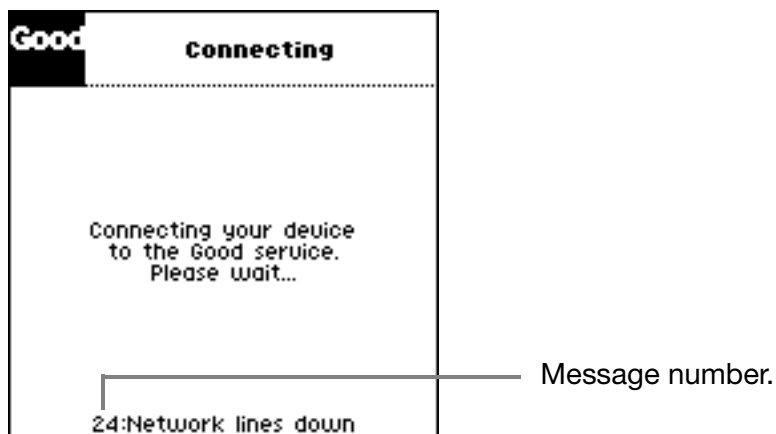 Good
Connecting
Connecting your device
to the Good service.
Please wait...
Message number.
24:Network lines down